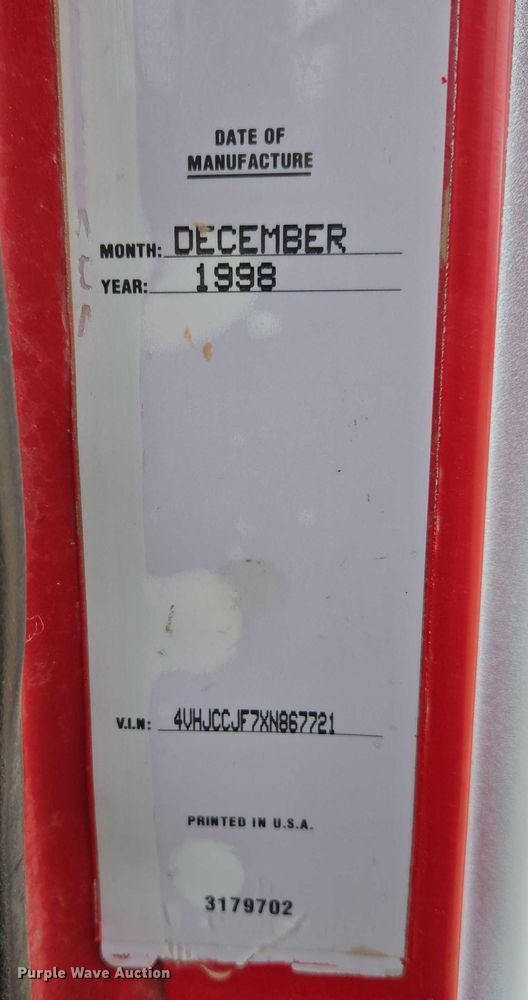 DATE OF
MANUFACTURE
MONTH: DECEMBER
YEAR: 1998
V.I.N: 4VHJCCJF7XN867721
PRINTED IN U.S.A.
3179702
Purple Wave Auction